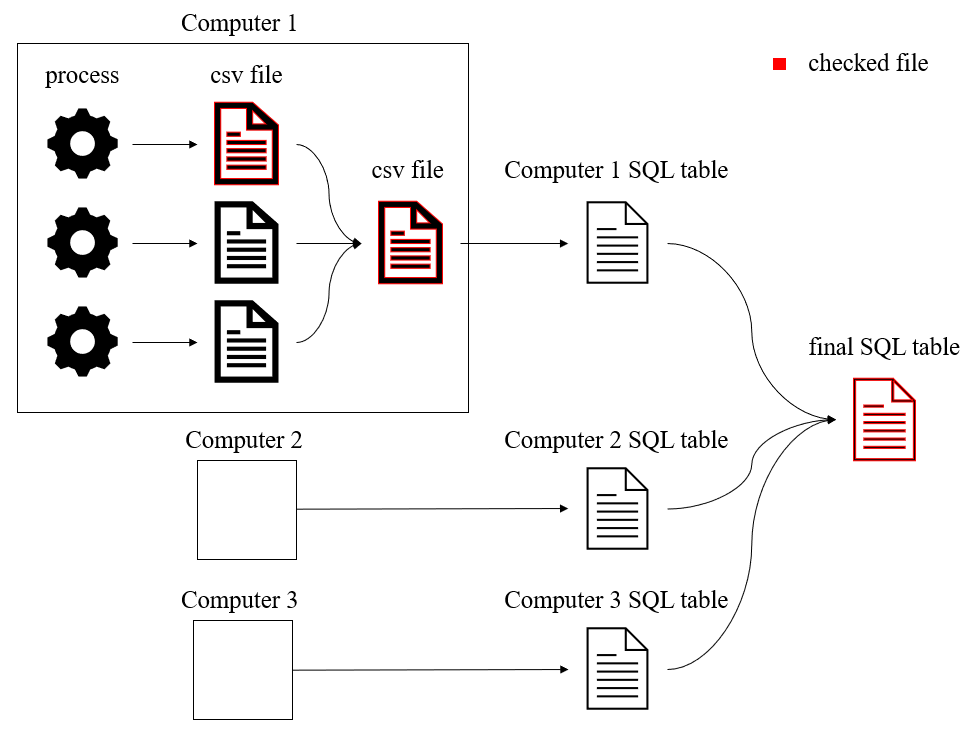 Computer 1
process
csv file
checked file
csv file
Computer 1 SQL table
final SQL table
Computer 2
Computer 2 SQL table
Computer 3
Computer 3 SQL table